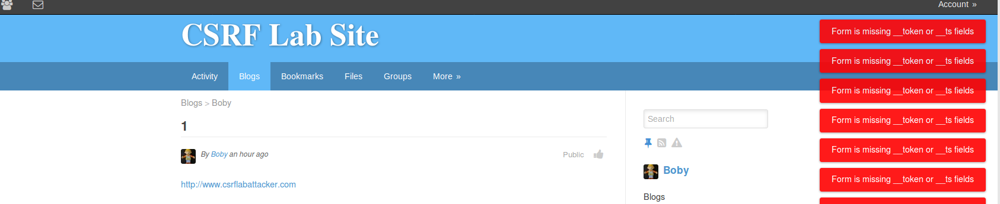 Account »
CSRF Lab Site
Activity Blogs Bookmarks Files Groups More »
Blogs > Boby
1
By Boby an hour ago
Public
http://www.csrflabattacker.com
Search
Boby
Blogs
Form is missing __token or __ts fields
Form is missing __token or __ts fields
Form is missing __token or __ts fields
Form is missing __token or __ts fields
Form is missing __token or __ts fields
Form is missing __token or __ts fields